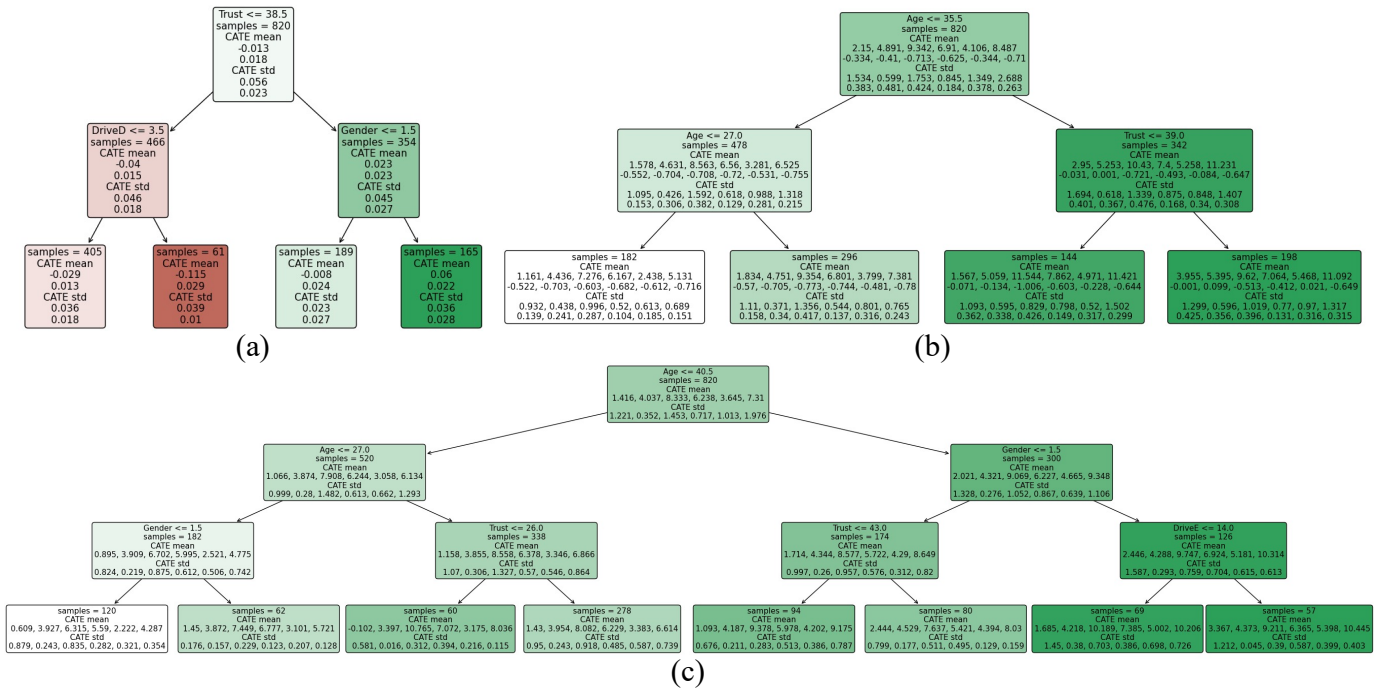 Trust <= 38.5
samples = 820
CATE mean
-0.013
0.018
CATE std
0.056
0.023
DriveD <= 3.5
samples = 466
CATE mean
-0.04
0.015
CATE std
0.046
0.018
Gender <= 1.5
samples = 354
CATE mean
0.023
0.023
CATE std
0.045
0.027
samples = 405
CATE mean
-0.029
0.013
CATE std
0.036
0.018
samples = 61
CATE mean
-0.115
0.029
CATE std
0.039
0.01
samples = 189
CATE mean
-0.008
0.024
CATE std
0.023
0.027
samples = 165
CATE mean
0.06
0.022
CATE std
0.036
0.028
(a)
Age <= 35.5
samples = 820
CATE mean
2.15, 4.891, 9.342, 6.91, 4.106, 8.487
-0.334, -0.41, -0.713, -0.625, -0.344, -0.71
CATE std
1.534, 0.599, 1.753, 0.845, 1.349, 2.688
0.383, 0.481, 0.424, 0.184, 0.378, 0.263
Age <= 27.0
samples = 478
CATE mean
1.578, 4.631, 8.563, 6.56, 3.281, 6.525
-0.552, -0.704, -0.708, -0.72, -0.531, -0.755
CATE std
1.095, 0.426, 1.592, 0.618, 0.988, 1.318
0.153, 0.306, 0.382, 0.129, 0.281, 0.215
Trust <= 39.0
samples = 342
CATE mean
2.95, 5.253, 10.43, 7.4, 5.258, 11.231
-0.031, 0.001, -0.721, -0.493, -0.084, -0.647
CATE std
1.694, 0.618, 1.339, 0.875, 0.848, 1.407
0.401, 0.367, 0.476, 0.168, 0.34, 0.308
samples = 182
CATE mean
1.161, 4.436, 7.276, 6.167, 2.438, 5.131
-0.522, -0.703, -0.603, -0.682, -0.612, -0.716
CATE std
0.932, 0.438, 0.996, 0.52, 0.613, 0.689
0.139, 0.241, 0.287, 0.104, 0.185, 0.151
samples = 296
CATE mean
1.834, 4.751, 9.354, 6.801, 3.799, 7.381
-0.57, -0.705, -0.773, -0.744, -0.481, -0.78
CATE std
1.11, 0.371, 1.356, 0.544, 0.801, 0.765
0.158, 0.34, 0.417, 0.137, 0.316, 0.243
samples = 144
CATE mean
1.567, 5.059, 11.544, 7.862, 4.971, 11.421
-0.071, -0.134, -1.006, -0.603, -0.228, -0.644
CATE std
1.093, 0.595, 0.829, 0.798, 0.52, 1.502
0.362, 0.338, 0.426, 0.149, 0.317, 0.299
samples = 198
CATE mean
3.955, 5.395, 9.62, 7.064, 5.468, 11.092
-0.001, 0.099, -0.513, -0.412, 0.021, -0.649
CATE std
1.299, 0.596, 1.019, 0.77, 0.97, 1.317
0.425, 0.356, 0.396, 0.131, 0.316, 0.315
(b)
Age <= 40.5
samples = 820
CATE mean
1.416, 4.037, 8.333, 6.238, 3.645, 7.31
CATE std
1.221, 0.352, 1.453, 0.717, 1.013, 1.976
Age <= 27.0
samples = 520
CATE mean
1.066, 3.874, 7.908, 6.244, 3.058, 6.134
CATE std
0.999, 0.28, 1.482, 0.613, 0.662, 1.293
Gender <= 1.5
samples = 300
CATE mean
2.021, 4.321, 9.069, 6.227, 4.665, 9.348
CATE std
1.328, 0.276, 1.052, 0.867, 0.639, 1.106
Gender <= 1.5
samples = 182
CATE mean
0.895, 3.909, 6.702, 5.995, 2.521, 4.775
CATE std
0.824, 0.219, 0.875, 0.612, 0.506, 0.742
Trust <= 26.0
samples = 338
CATE mean
1.158, 3.855, 8.558, 6.378, 3.346, 6.866
CATE std
1.07, 0.306, 1.327, 0.57, 0.546, 0.864
Trust <= 43.0
samples = 174
CATE mean
1.714, 4.344, 8.577, 5.722, 4.29, 8.649
CATE std
0.997, 0.26, 0.957, 0.576, 0.312, 0.82
DriveE <= 14.0
samples = 126
CATE mean
2.446, 4.288, 9.747, 6.924, 5.181, 10.314
CATE std
1.587, 0.293, 0.759, 0.704, 0.615, 0.613
samples = 120
CATE mean
0.609, 3.927, 6.315, 5.59, 2.222, 4.287
CATE std
0.879, 0.243, 0.835, 0.282, 0.321, 0.354
samples = 62
CATE mean
1.45, 3.872, 7.449, 6.777, 3.101, 5.721
CATE std
0.176, 0.157, 0.229, 0.123, 0.207, 0.128
samples = 60
CATE mean
-0.102, 3.397, 10.765, 7.072, 3.175, 8.036
CATE std
0.581, 0.016, 0.312, 0.394, 0.216, 0.115
samples = 278
CATE mean
1.43, 3.954, 8.082, 6.229, 3.383, 6.614
CATE std
0.95, 0.243, 0.918, 0.485, 0.587, 0.739
samples = 94
CATE mean
1.093, 4.187, 9.378, 5.978, 4.202, 9.175
CATE std
0.676, 0.211, 0.283, 0.513, 0.386, 0.787
samples = 80
CATE mean
2.444, 4.529, 7.637, 5.421, 4.394, 8.03
CATE std
0.799, 0.177, 0.511, 0.495, 0.129, 0.159
samples = 69
CATE mean
1.685, 4.218, 10.189, 7.385, 5.002, 10.206
CATE std
1.45, 0.38, 0.703, 0.386, 0.698, 0.726
samples = 57
CATE mean
3.367, 4.373, 9.211, 6.365, 5.398, 10.445
CATE std
1.212, 0.045, 0.39, 0.587, 0.399, 0.403
(c)